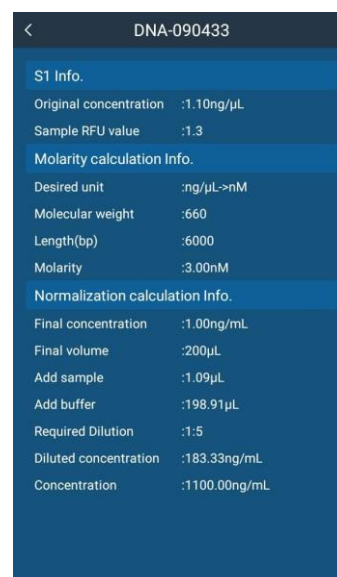 DNA-090433
S1 Info.
Original concentration :1.10ng/µL
Sample RFU value :1.3
Molarity calculation Info.
Desired unit :ng/µL->nM
Molecular weight :660
Length(bp) :6000
Molarity :3.00nM
Normalization calculation Info.
Final concentration :1.00ng/mL
Final volume :200µL
Add sample :1.09µL
Add buffer :198.91µL
Required Dilution :1:5
Diluted concentration :183.33ng/mL
Concentration :1100.00ng/mL